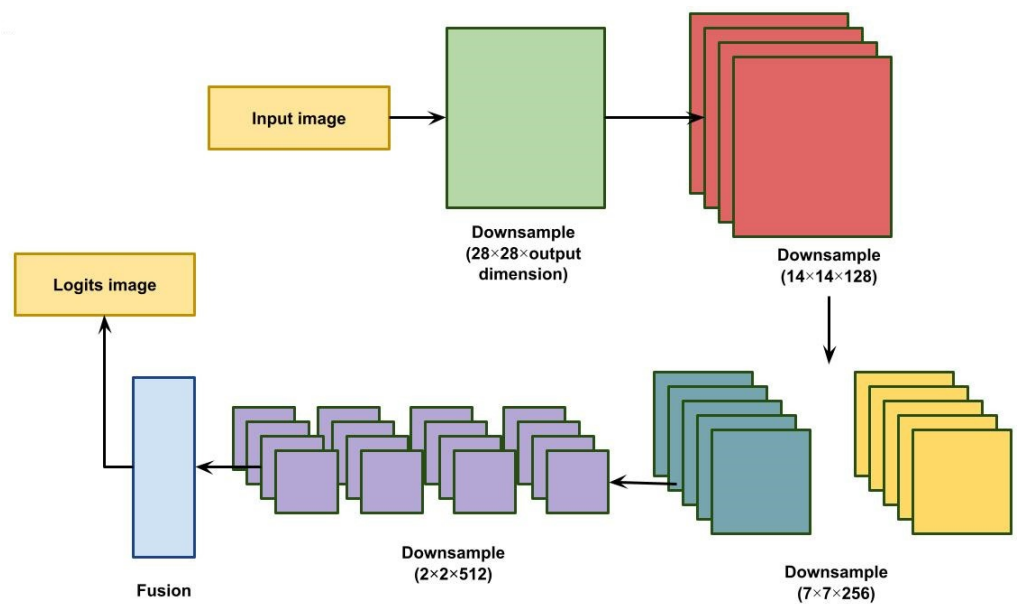 Input image
Downsample
(28×28×output
dimension)
Downsample
(14×14×128)
Logits image
Downsample
(2×2×512)
Downsample
(7×7×256)
Fusion